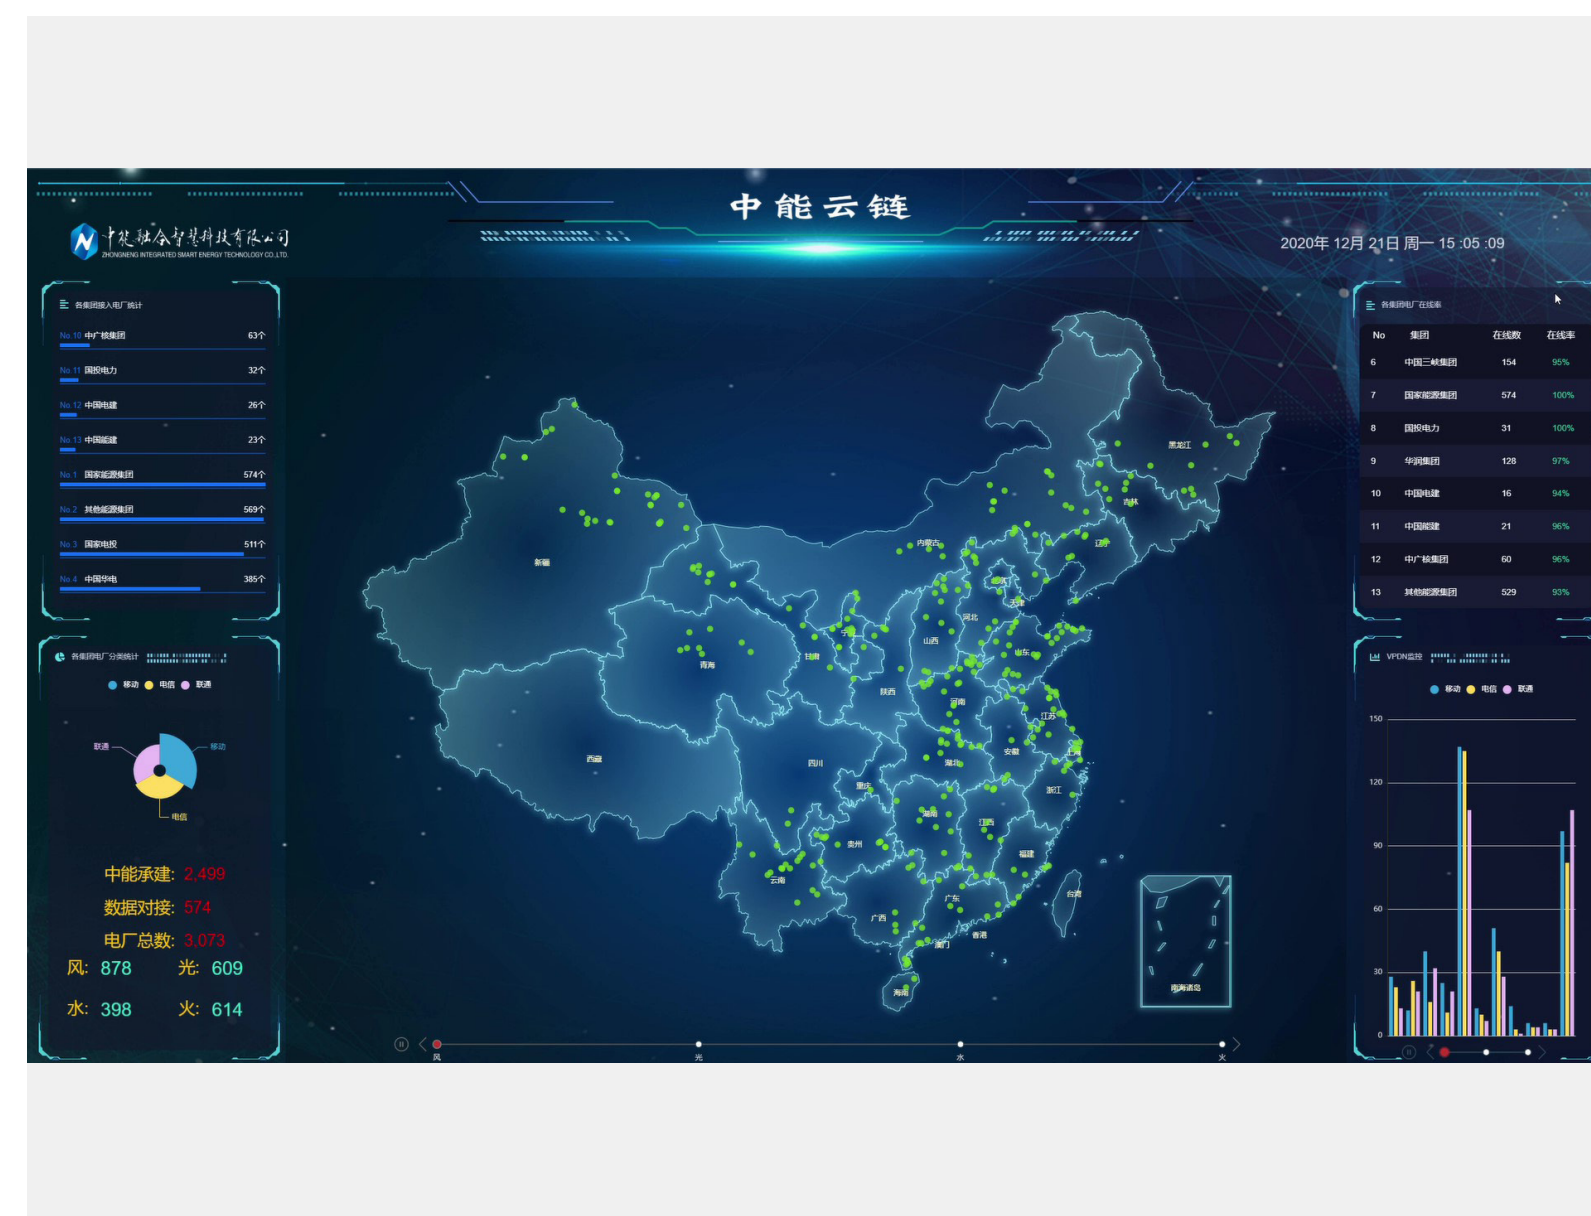 中能云链
中能融合智慧科技有限公司
ZHONGNENG INTEGRATED SMART ENERGY TECHNOLOGY CO.,LTD.
2020年 12月 21日 周一 15 :05 :09
各集团接入电厂统计
No.10 中广核集团 63个
No.11 国投电力 32个
No.12 中国电建 26个
No.13 中国能建 23个
No.1 国家能源集团 574个
No.2 其他能源集团 569个
No.3 国家电投 511个
No.4 中国华电 385个
各集团电厂分类统计
移动 电信 联通
联通 移动
电信
中能承建: 2,499
数据对接: 574
电厂总数: 3,073
风: 878 光: 609
水: 398 火: 614
黑龙江
吉林
内蒙古
辽宁
新疆
北京
天津
河北
宁
山西
山东
甘肃
青海
陕西
河南
江苏
西藏
四川
安徽
上海
湖北
重庆
浙江
湖南
江西
贵州
福建
云南
台湾
广东
广西
香港
澳门
海南
南海诸岛
风 光 水 火
各集团电厂在线率
No 集团 在线数 在线率
6 中国三峡集团 154 95%
7 国家能源集团 574 100%
8 国投电力 31 100%
9 华润集团 128 97%
10 中国电建 16 94%
11 中国能建 21 96%
12 中广核集团 60 96%
13 其他能源集团 529 93%
VPDN监控
移动 电信 联通
150
120
90
60
30
0